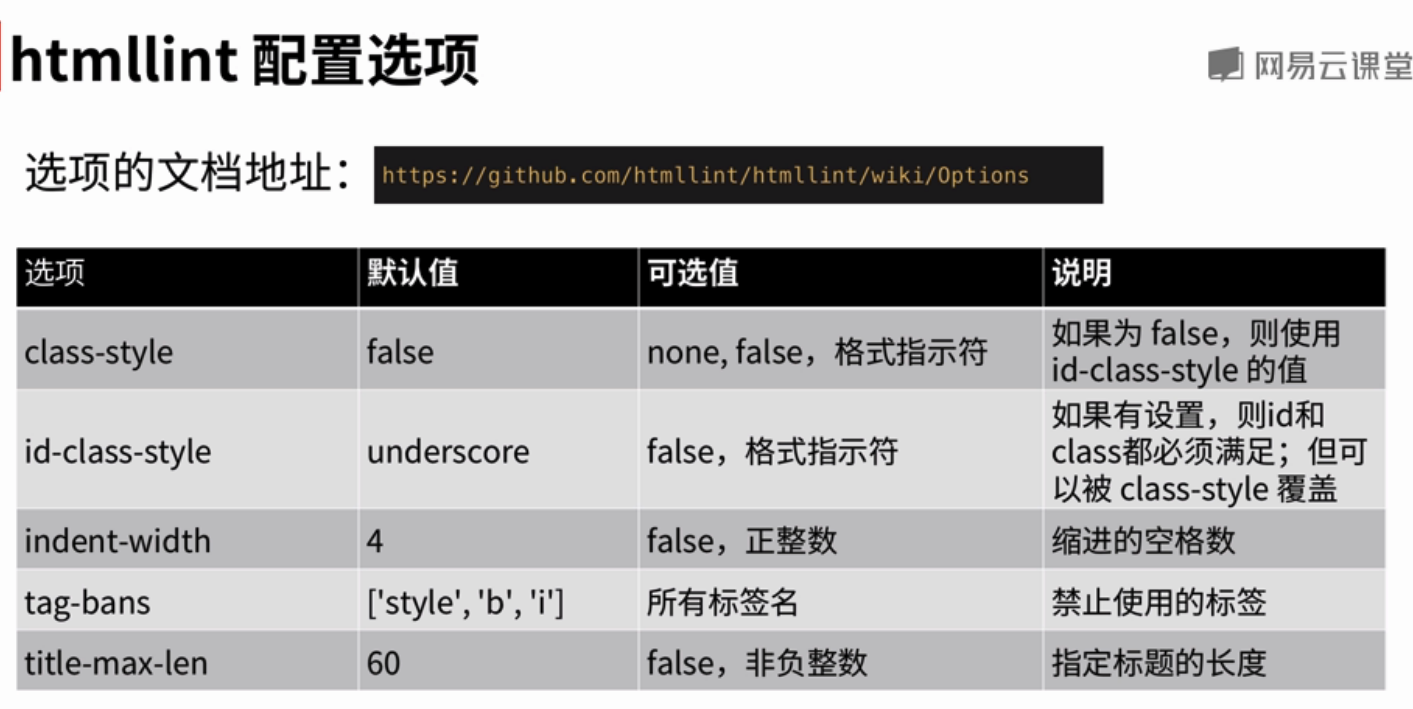 htmllint 配置选项
网易云课堂
选项的文档地址：
https://github.com/htmllint/htmllint/wiki/Options
选项 默认值 可选值 说明
class-style false none, false，格式指示符 如果为 false，则使用
id-class-style 的值
id-class-style underscore false，格式指示符 如果有设置，则id和
class都必须满足；但可
以被 class-style 覆盖
indent-width 4 false，正整数 缩进的空格数
tag-bans ['style', 'b', 'i'] 所有标签名 禁止使用的标签
title-max-len 60 false，非负整数 指定标题的长度